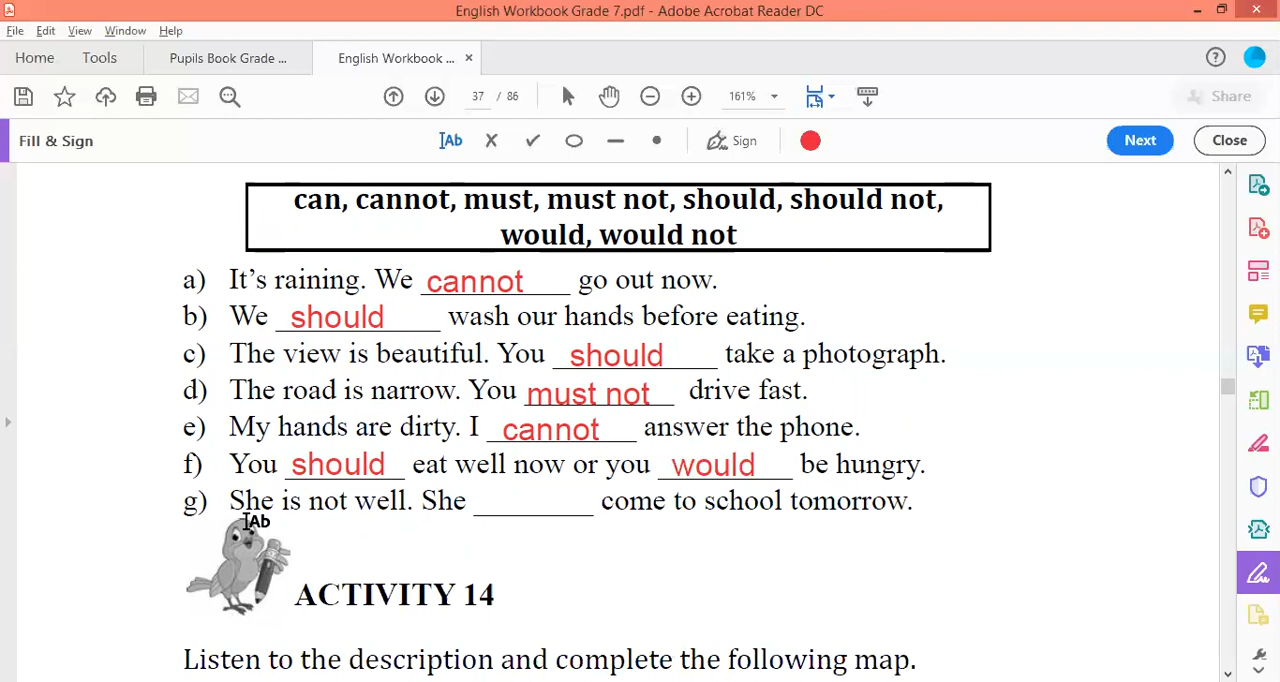 English Workbook Grade 7.pdf - Adobe Acrobat Reader DC
File Edit View Window Help
Home Tools Pupils Book Grade ... English Workbook ... ×
37 / 86 161% Share
Fill & Sign Ab Sign Next Close
can, cannot, must, must not, should, should not,
would, would not
a) It's raining. We cannot go out now.
b) We should wash our hands before eating.
c) The view is beautiful. You should take a photograph.
d) The road is narrow. You must not drive fast.
e) My hands are dirty. I cannot answer the phone.
f) You should eat well now or you would be hungry.
g) She is not well. She __________ come to school tomorrow.
Ab
ACTIVITY 14
Listen to the description and complete the following map.